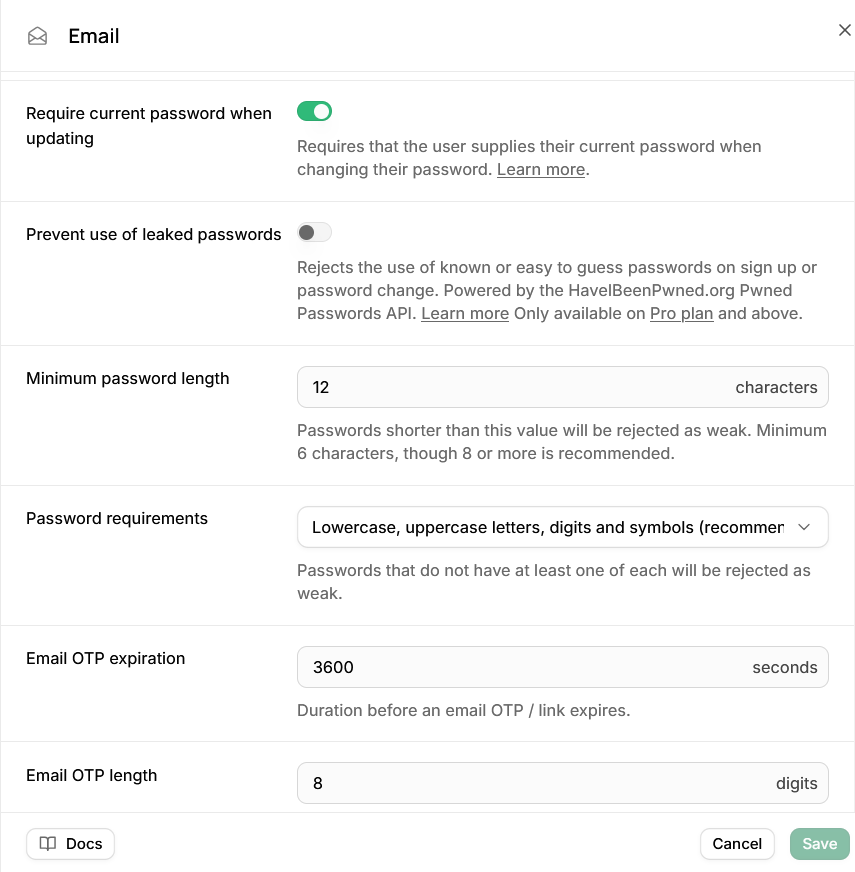 Email
Require current password when
updating
Requires that the user supplies their current password when
changing their password. Learn more.
Prevent use of leaked passwords
Rejects the use of known or easy to guess passwords on sign up or
password change. Powered by the HaveIBeenPwned.org Pwned
Passwords API. Learn more Only available on Pro plan and above.
Minimum password length
12 characters
Passwords shorter than this value will be rejected as weak. Minimum
6 characters, though 8 or more is recommended.
Password requirements
Lowercase, uppercase letters, digits and symbols (recommen
Passwords that do not have at least one of each will be rejected as
weak.
Email OTP expiration
3600 seconds
Duration before an email OTP / link expires.
Email OTP length
8 digits
Docs
Cancel
Save